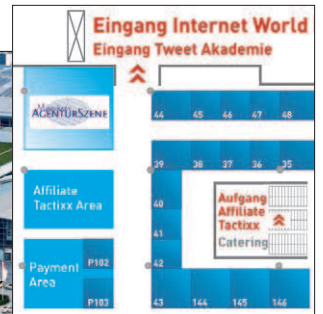 Eingang Internet World
Eingang Tweet Akademie
AGENTURSZENE
44 45 46 47 48
39 38 37 36 35
Affiliate
Tactixx Area
40
41
42
Aufgang
Affiliate
Tactixx
Catering
Payment
Area
P102
P103
43 144 145 146